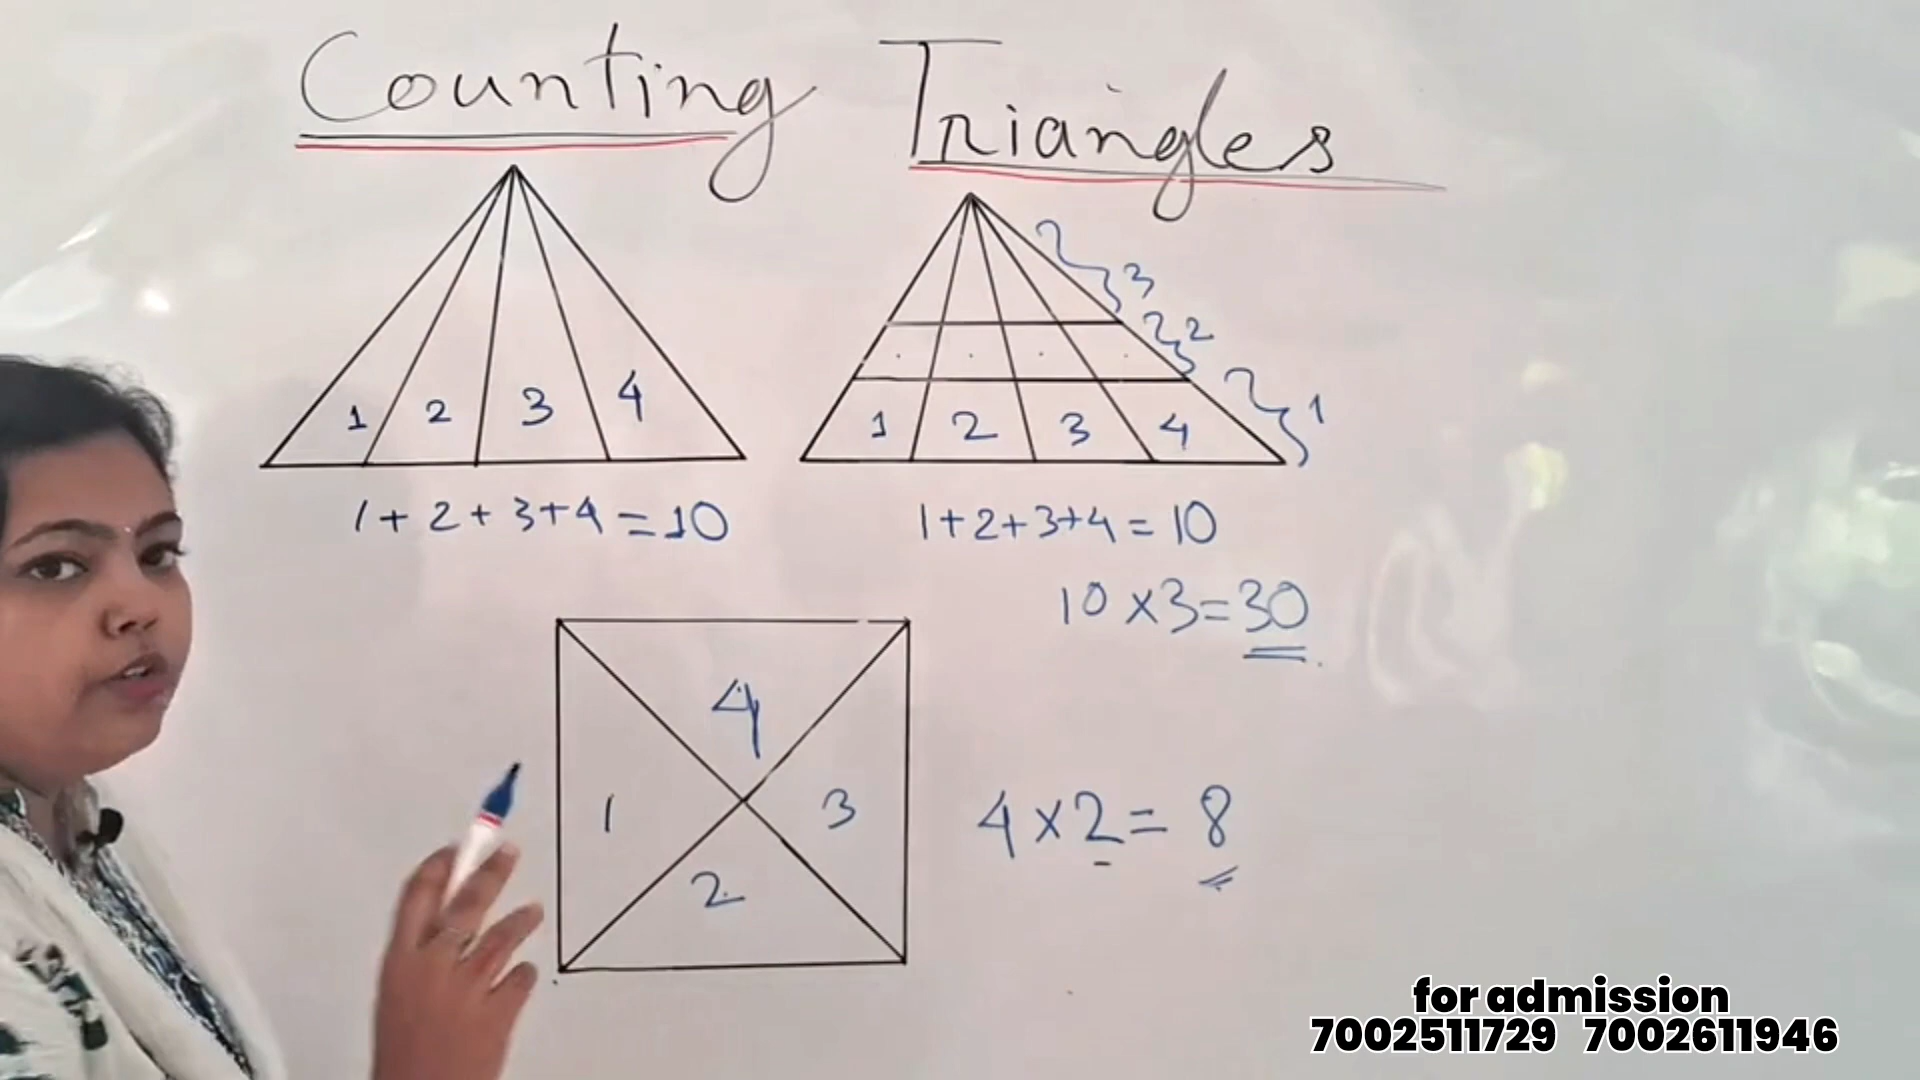 Counting Triangles
1 2 3 4
1+2+3+4=10
3
2
1
1 2 3 4
1+2+3+4=10
10×3=30
4
1 3
2
4×2=8
for admission
7002511729 7002611946